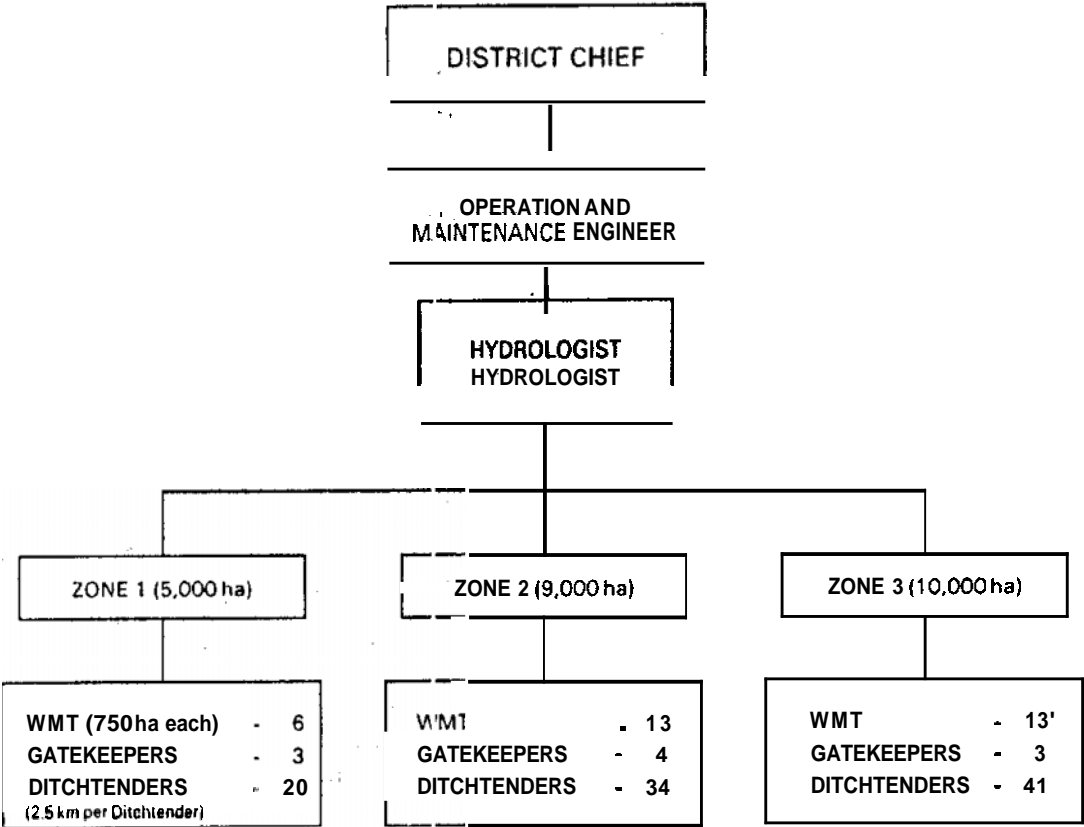 DISTRICT CHIEF
OPERATION AND
MAINTENANCE ENGINEER
HYDROLOGIST
HYDROLOGIST
ZONE 1 (5,000 ha)
ZONE 2 (9,000 ha)
ZONE 3 (10,000 ha)
WMT (750 ha each) - 6
GATEKEEPERS - 3
DITCHTENDERS - 20
(2.5 km per Ditchtender)
WMT - 13
GATEKEEPERS - 4
DITCHTENDERS - 34
WMT - 13'
GATEKEEPERS - 3
DITCHTENDERS - 41